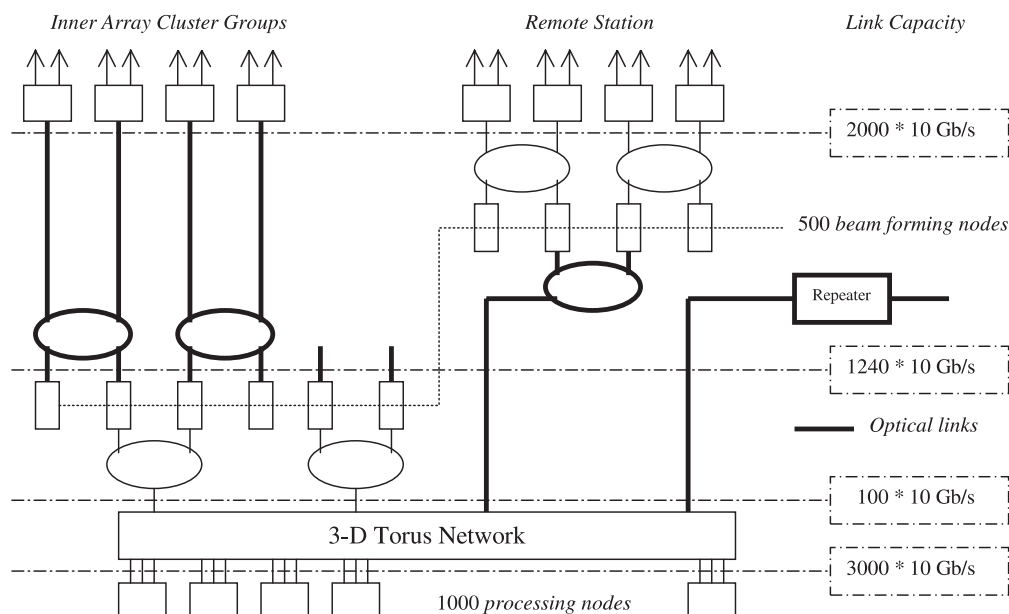 Inner Array Cluster Groups
Remote Station
Link Capacity
2000 * 10 Gb/s
500 beam forming nodes
Repeater
1240 * 10 Gb/s
Optical links
100 * 10 Gb/s
3-D Torus Network
3000 * 10 Gb/s
1000 processing nodes